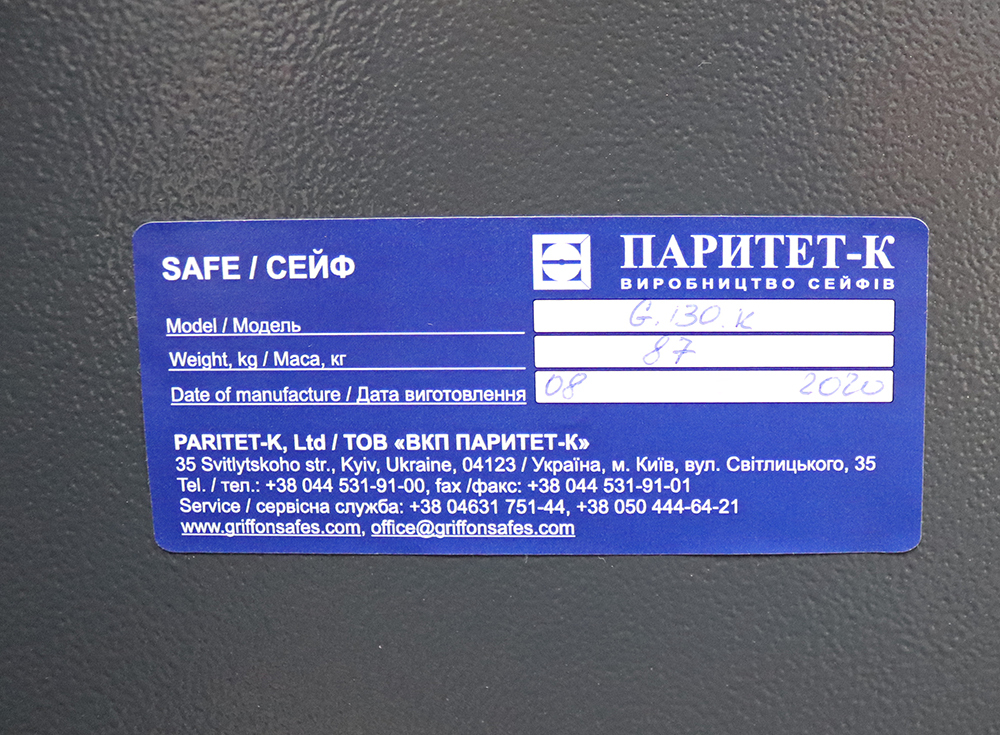 SAFE / СЕЙФ
ПАРИТЕТ-К
ВИРОБНИЦТВО СЕЙФІВ
Model / Модель G.130.K
Weight, kg / Маса, кг 87
Date of manufacture / Дата виготовлення 08 2020
PARITET-K, Ltd / ТОВ «ВКП ПАРИТЕТ-К»
35 Svitlytskoho str., Kyiv, Ukraine, 04123 / Україна, м. Київ, вул. Світлицького, 35
Tel. / тел.: +38 044 531-91-00, fax /факс: +38 044 531-91-01
Service / сервісна служба: +38 04631 751-44, +38 050 444-64-21
www.griffonsafes.com, office@griffonsafes.com